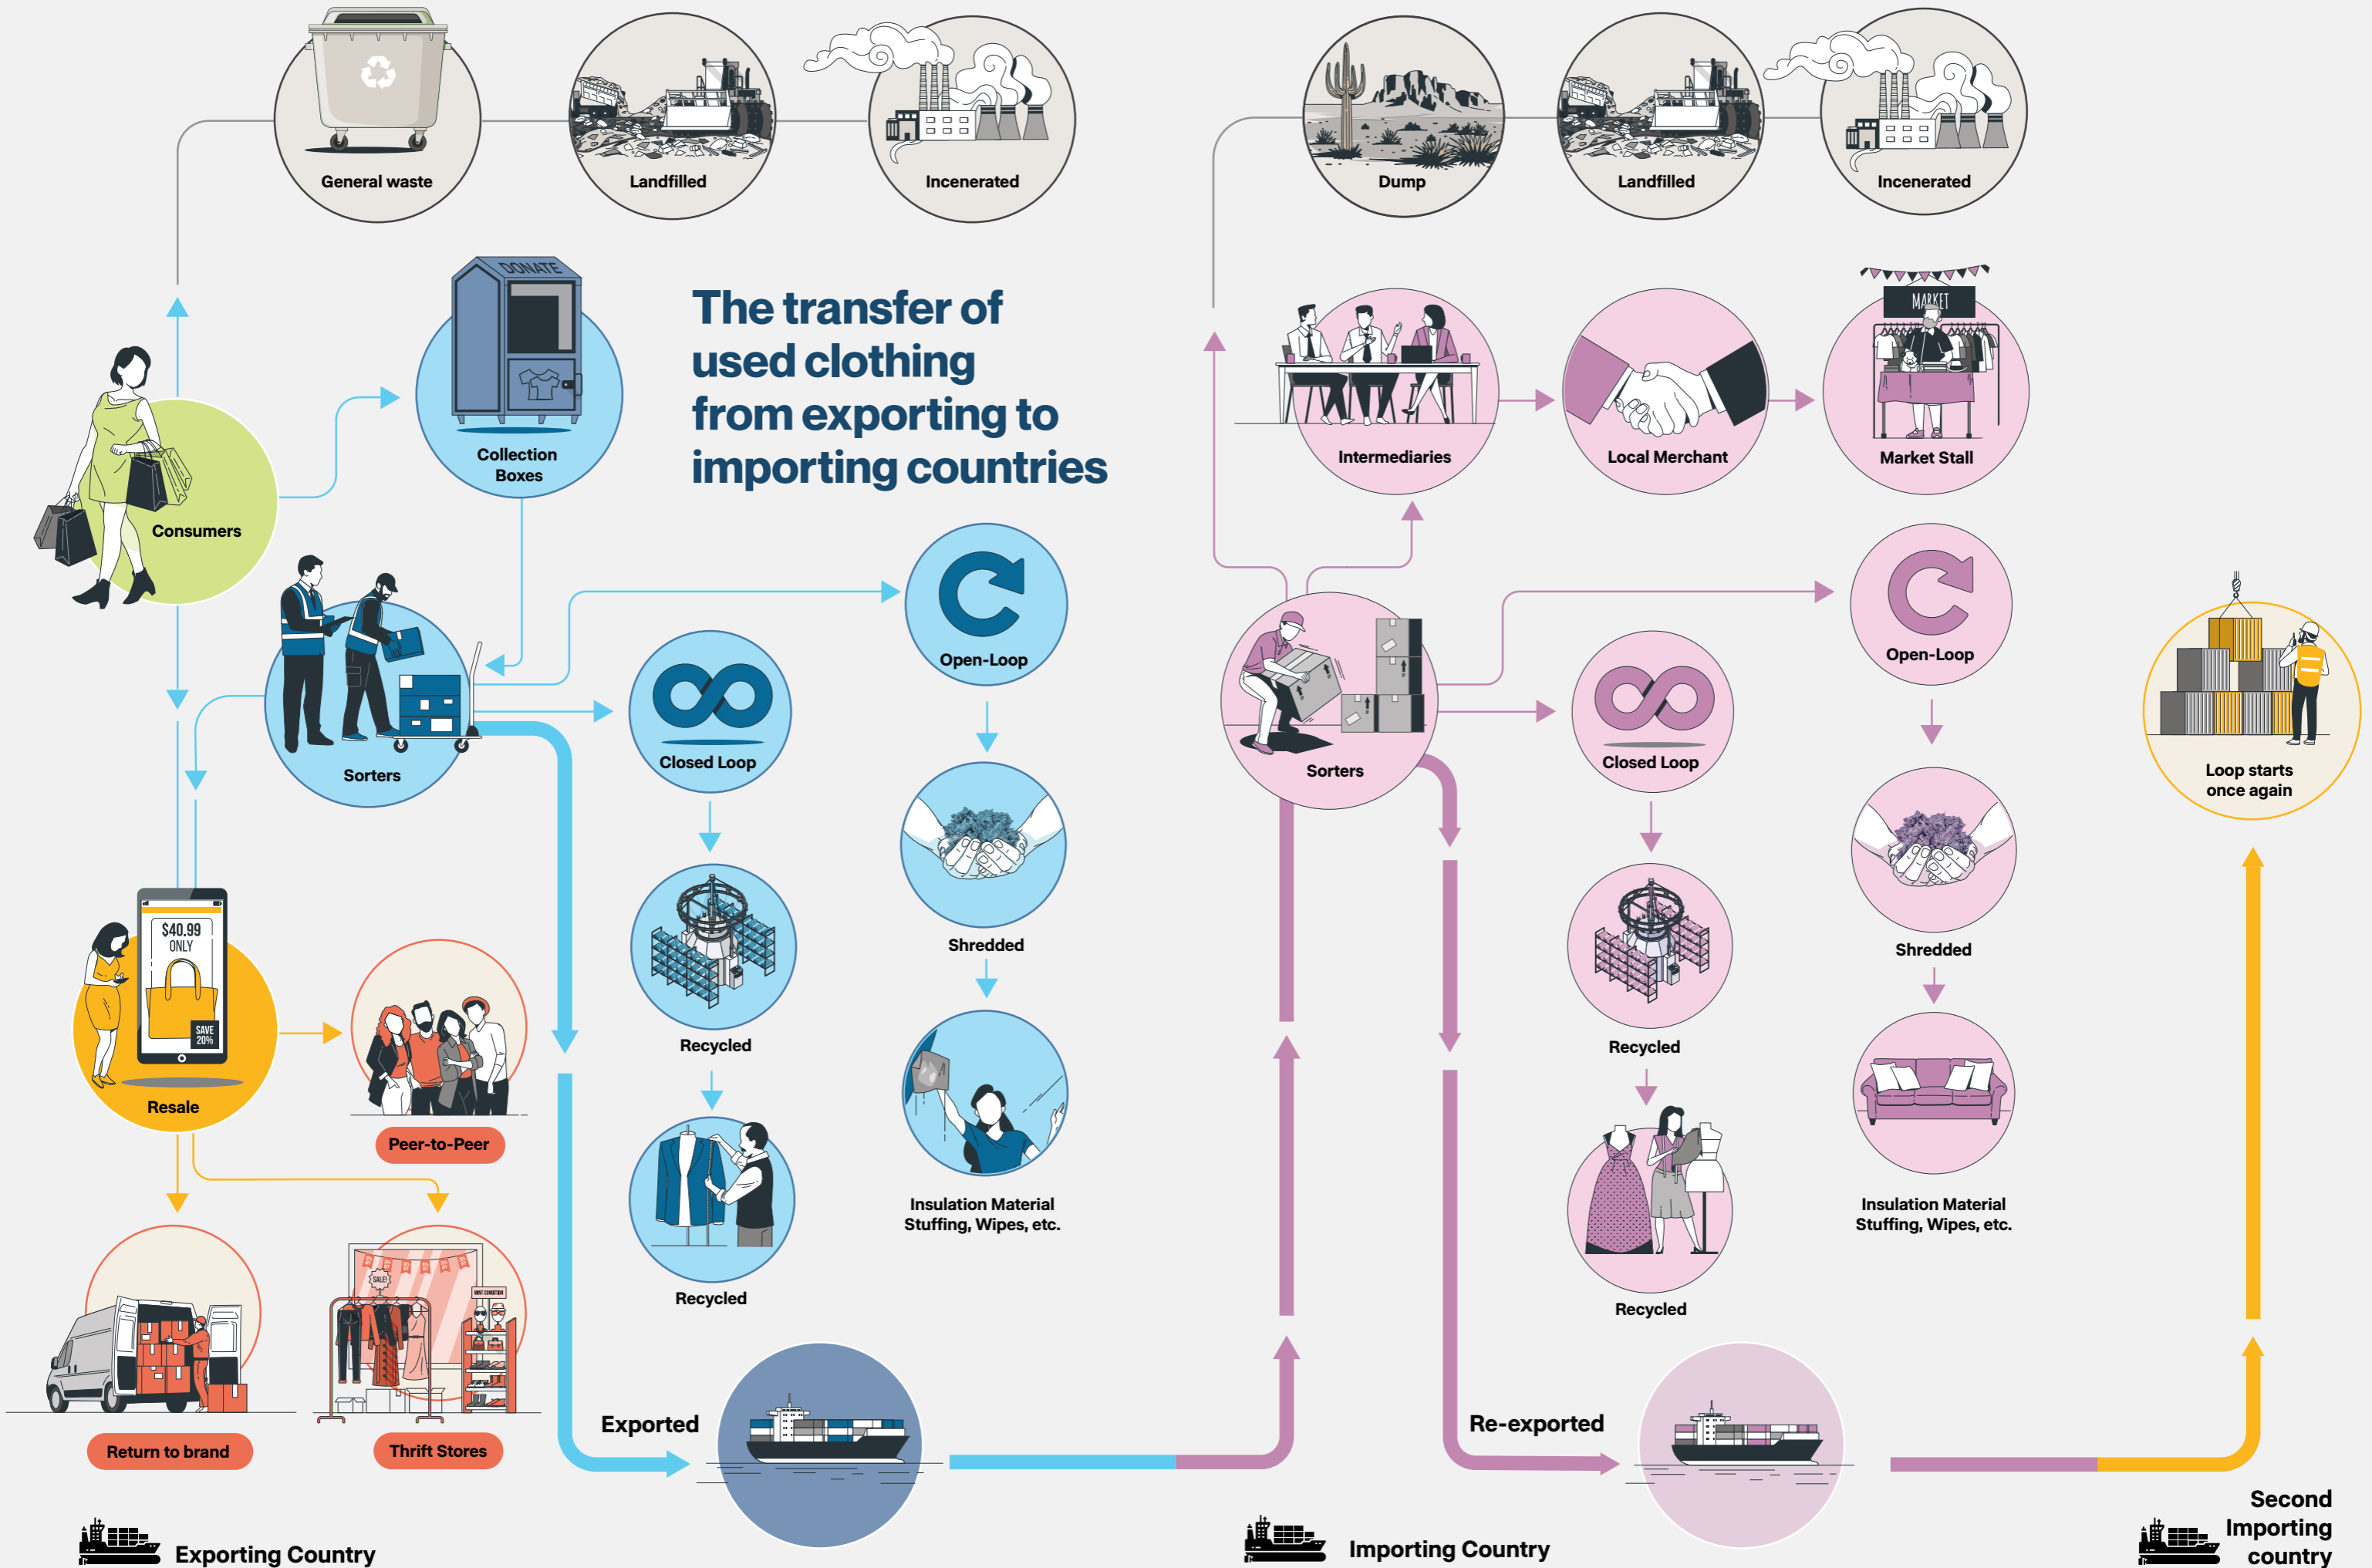 General waste
Landfilled
Incenerated
Dump
Landfilled
Incenerated
DONATE
Collection
Boxes
The transfer of
used clothing
from exporting to
importing countries
MARKET
Intermediaries
Local Merchant
Market Stall
Consumers
Sorters
Open-Loop
Closed Loop
Sorters
Open-Loop
Closed Loop
Loop starts
once again
$40.99
ONLY
SAVE
20%
Resale
Peer-to-Peer
Recycled
Shredded
Recycled
Shredded
Insulation Material
Stuffing, Wipes, etc.
Insulation Material
Stuffing, Wipes, etc.
Recycled
Recycled
SALE!
MINT CONDITION
Return to brand
Thrift Stores
Exported
Re-exported
Exporting Country
Importing Country
Second
Importing
country